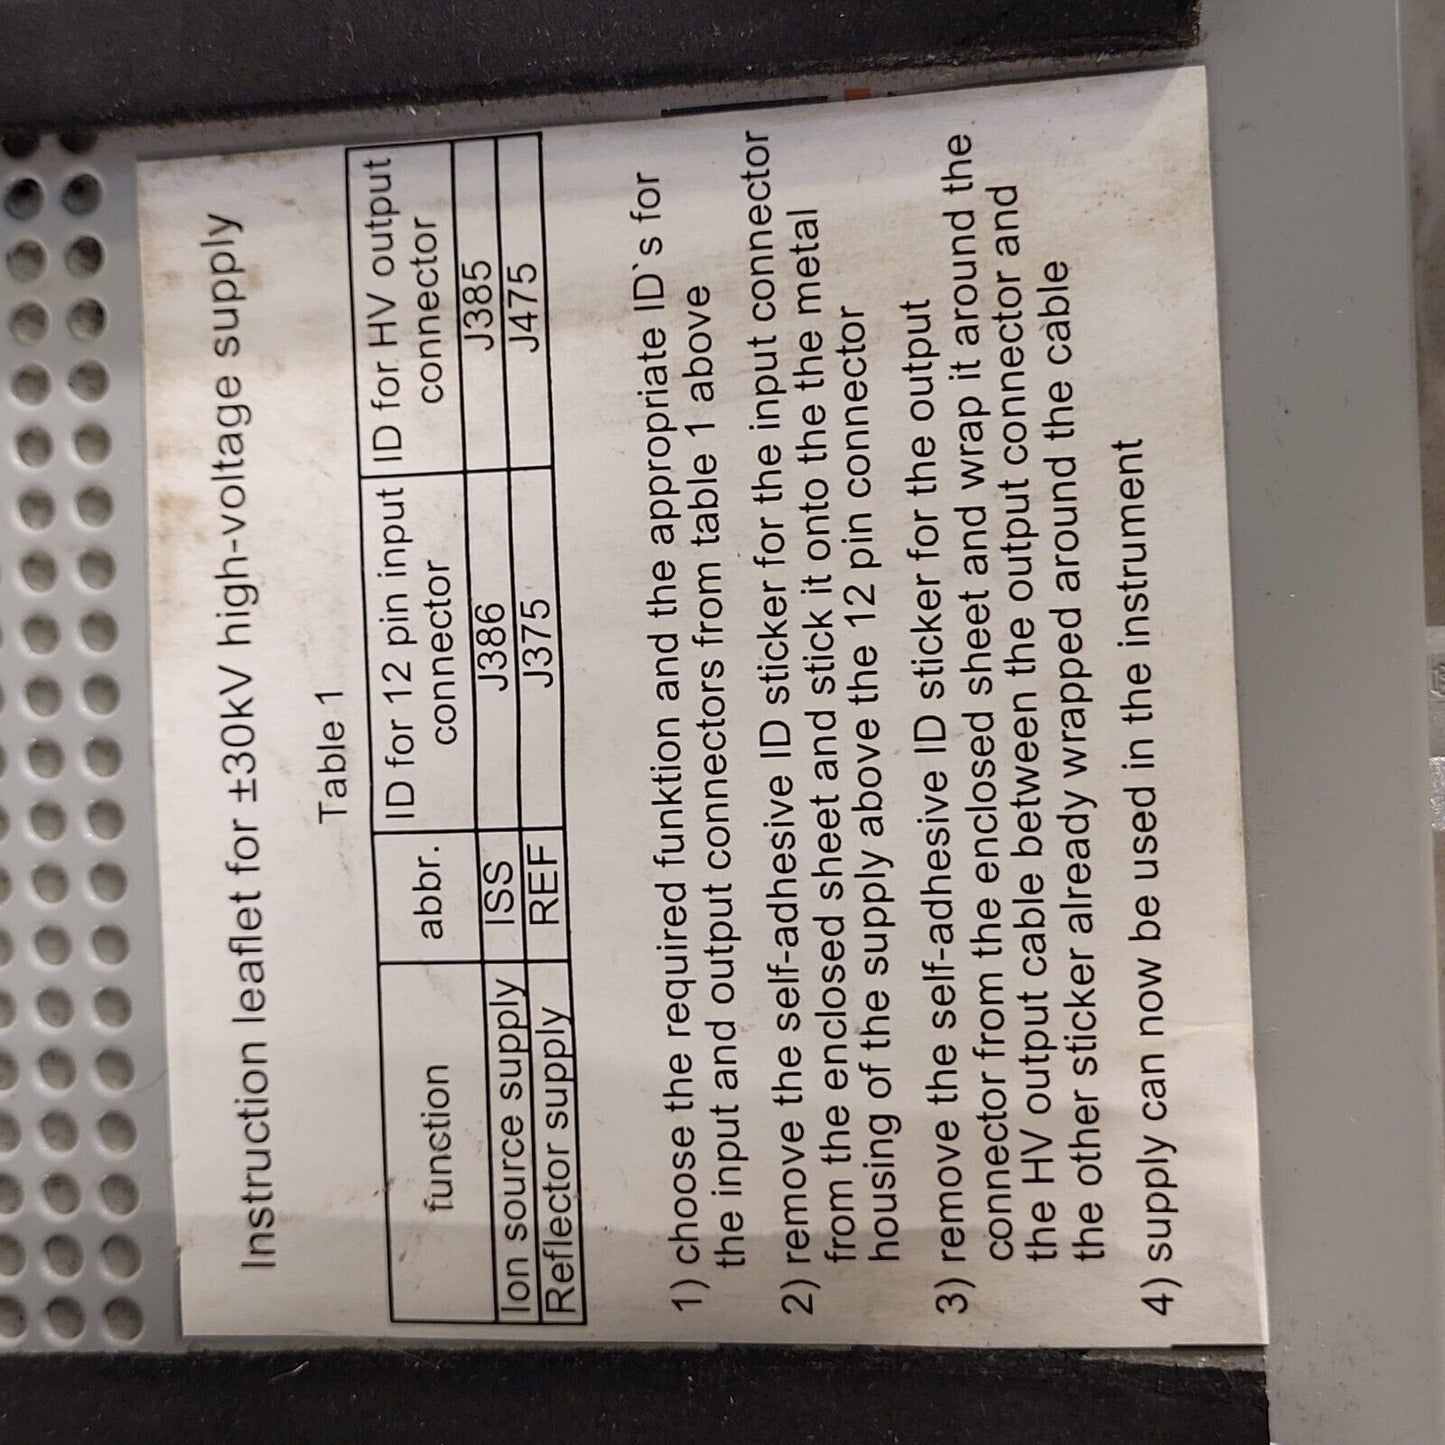 Instruction leaflet for ±30kV high-voltage supply
Table 1
function abbr. ID for 12 pin input connector ID for HV output connector
Ion source supply ISS J386 J385
Reflector supply REF J375 J475
1) choose the required funktion and the appropriate ID`s for
the input and output connectors from table 1 above
2) remove the self-adhesive ID sticker for the input connector
from the enclosed sheet and stick it onto the the metal
housing of the supply above the 12 pin connector
3) remove the self-adhesive ID sticker for the output
connector from the enclosed sheet and wrap it around the
the HV output cable between the output connector and
the other sticker already wrapped around the cable
4) supply can now be used in the instrument